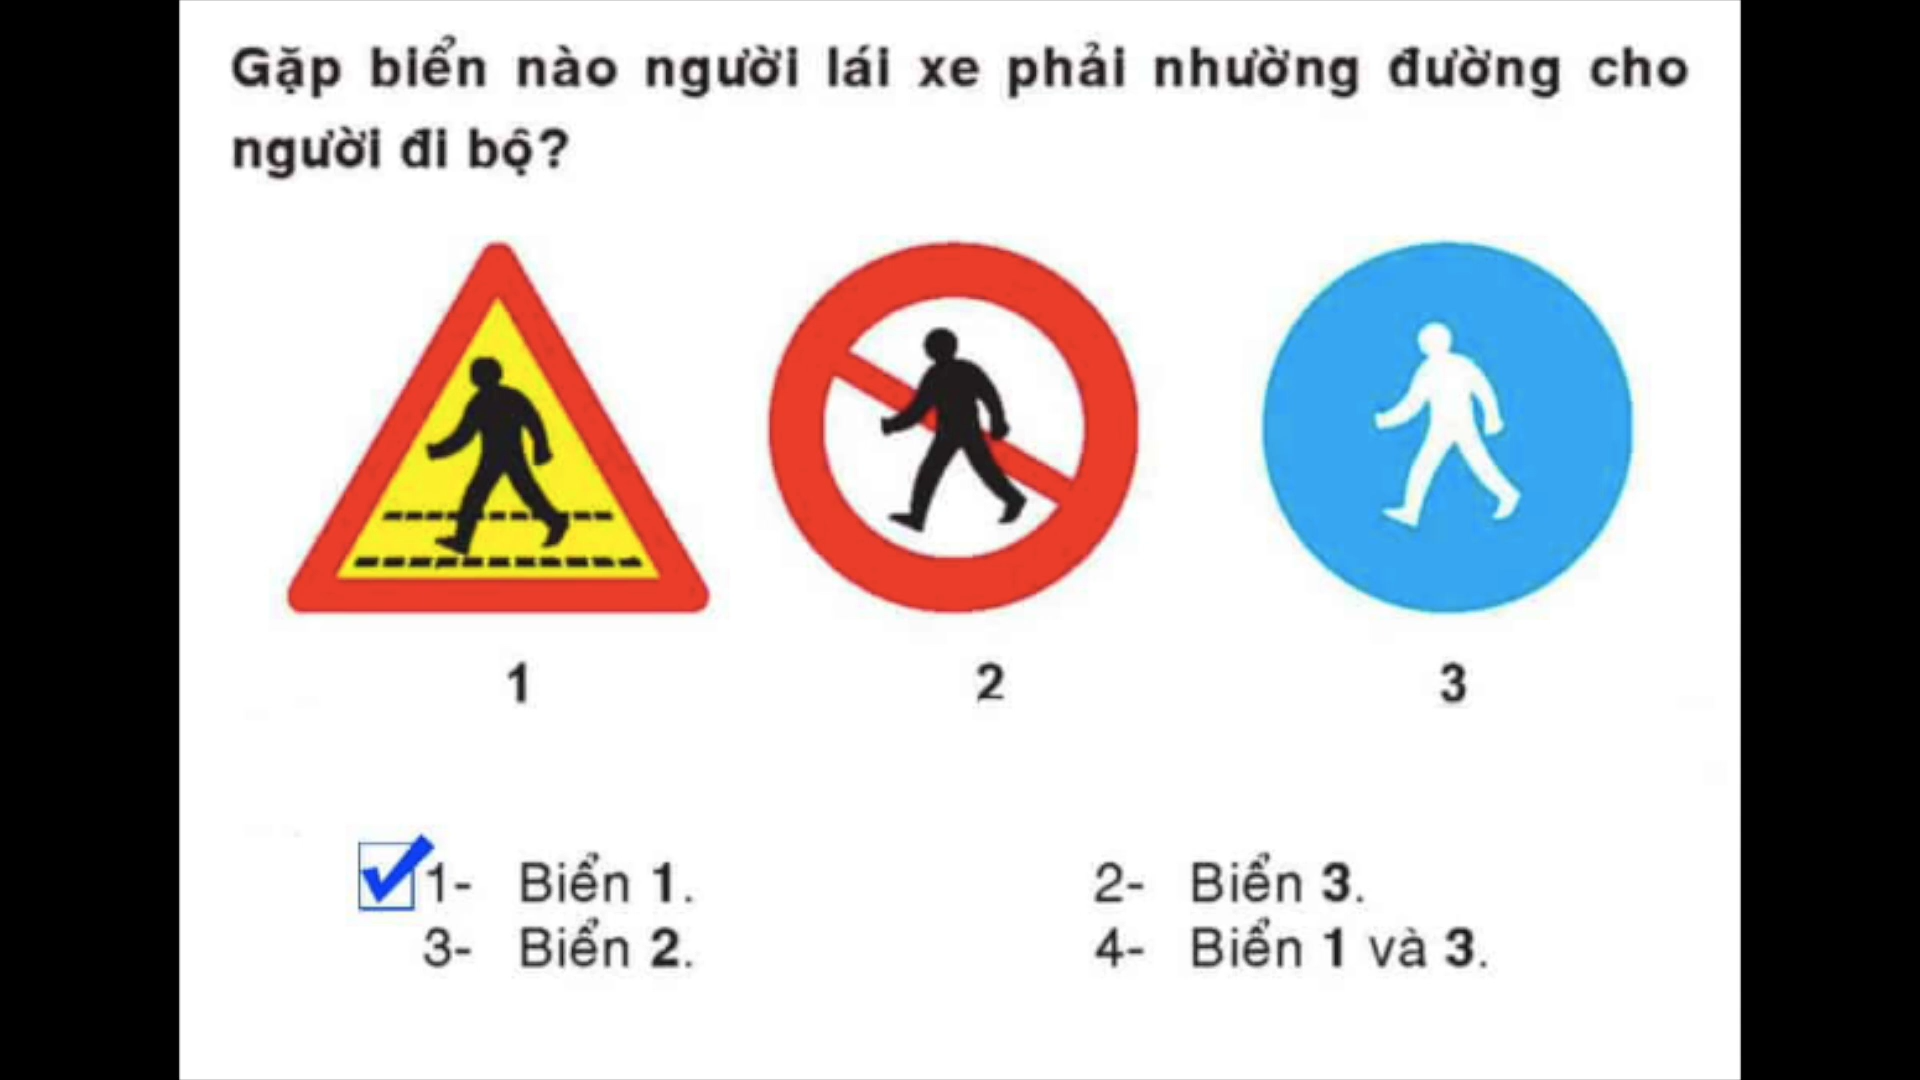 Gặp biển nào người lái xe phải nhường đường cho
người đi bộ?
1 2 3
1- Biển 1. 2- Biển 3.
3- Biển 2. 4- Biển 1 và 3.